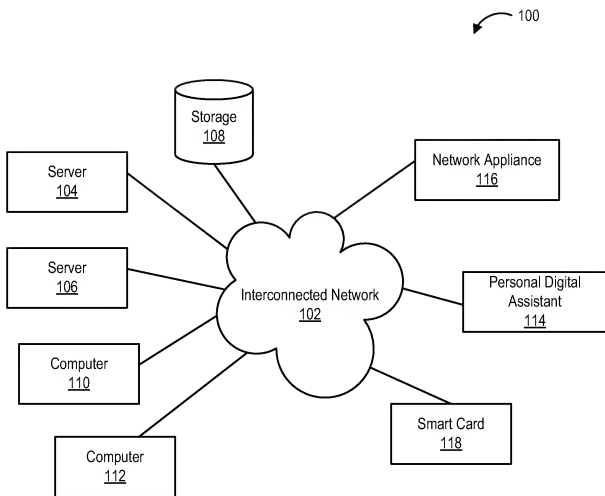 100
Storage
108
Server
104
Network Appliance
116
Server
106
Interconnected Network
102
Personal Digital
Assistant
114
Computer
110
Smart Card
118
Computer
112